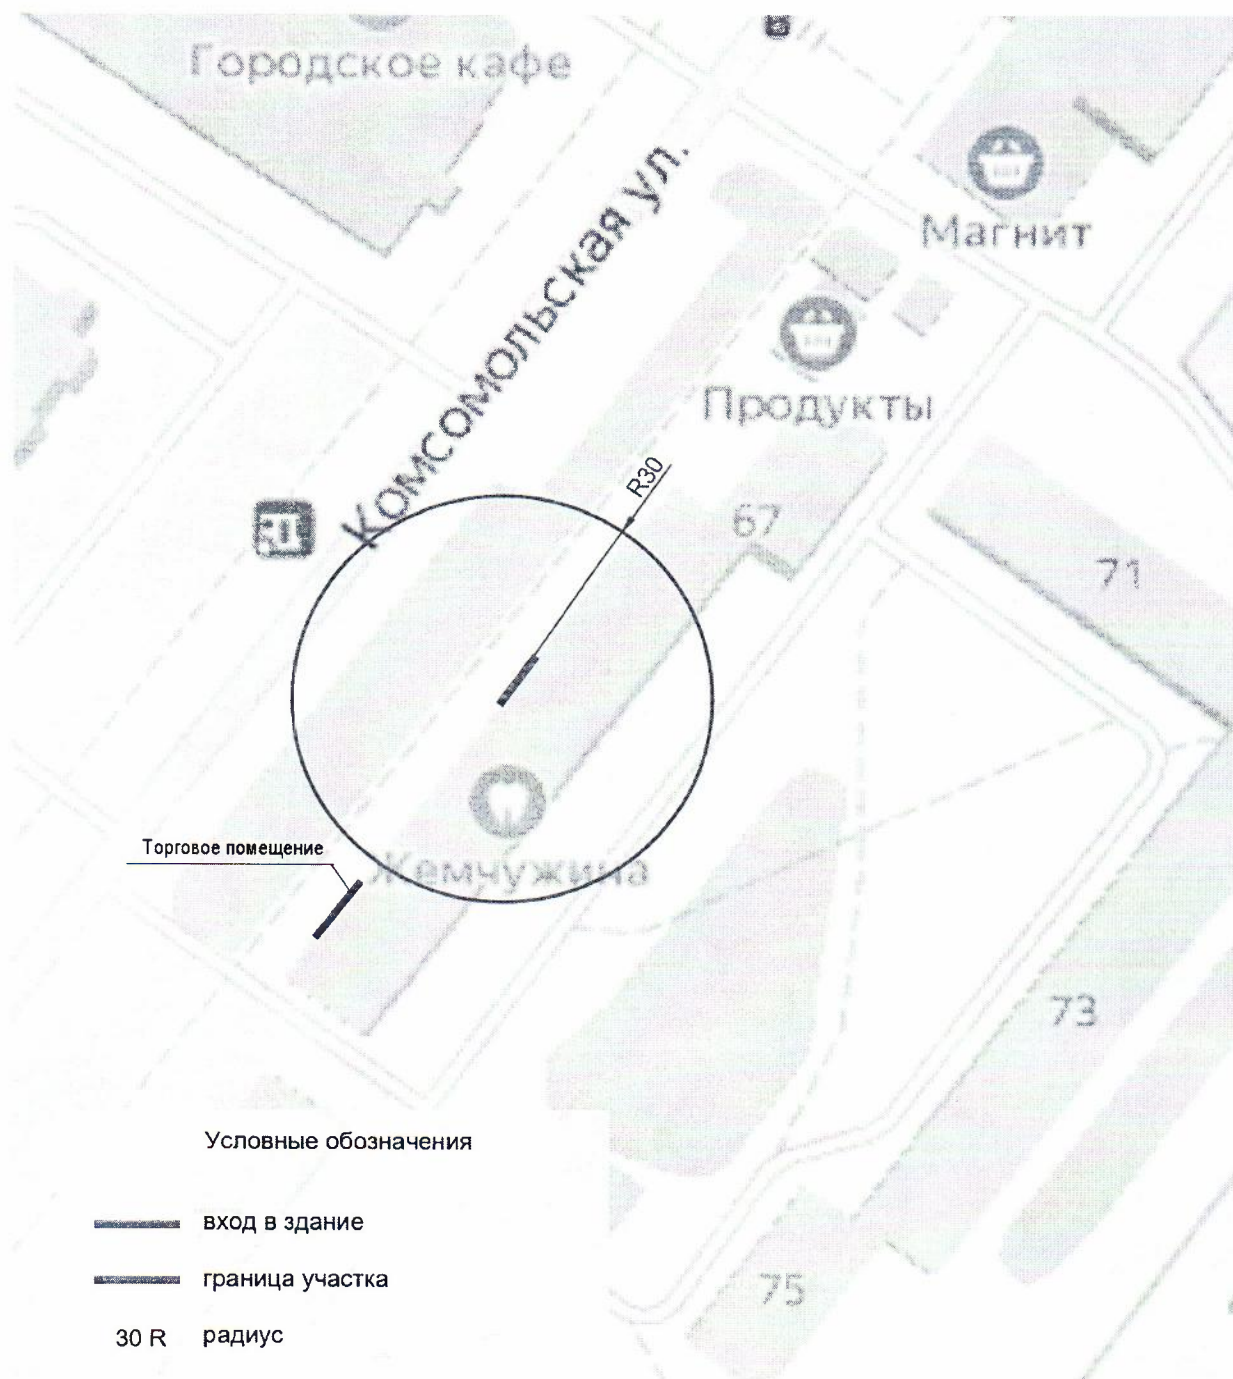 Городское кафе
Комсомольская ул.
Магнит
Продукты
R30
67
71
Торговое помещение
Жемчужина
73
Условные обозначения
вход в здание
граница участка
30 R радиус
75